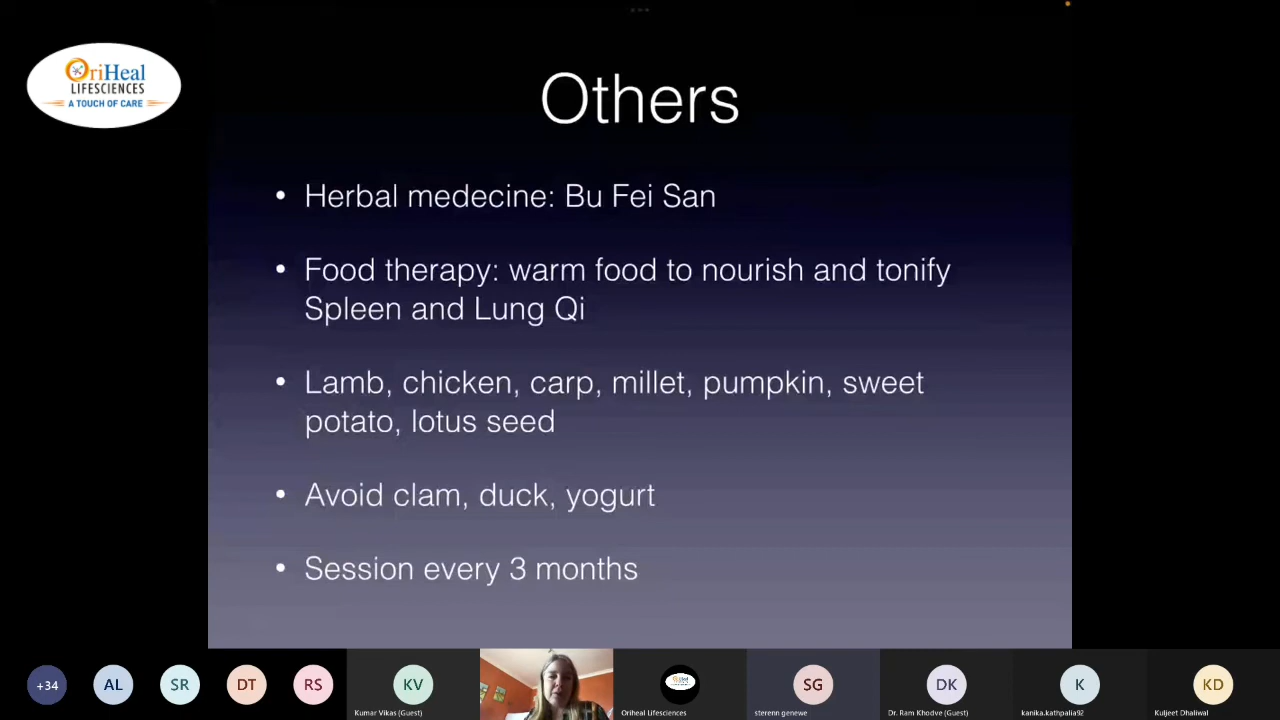 OriHeal
LIFESCIENCES
A TOUCH OF CARE
Others
• Herbal medecine: Bu Fei San
• Food therapy: warm food to nourish and tonify
Spleen and Lung Qi
• Lamb, chicken, carp, millet, pumpkin, sweet
potato, lotus seed
• Avoid clam, duck, yogurt
• Session every 3 months
+34
AL
SR
DT
RS
KV
SG
DK
K
KD
Kumar Vikas (Guest)
Oriheal Lifesciences
sterenn genewe
Dr. Ram Khodve (Guest)
kanika.kathpalia92
Kuljeet Dhaliwal